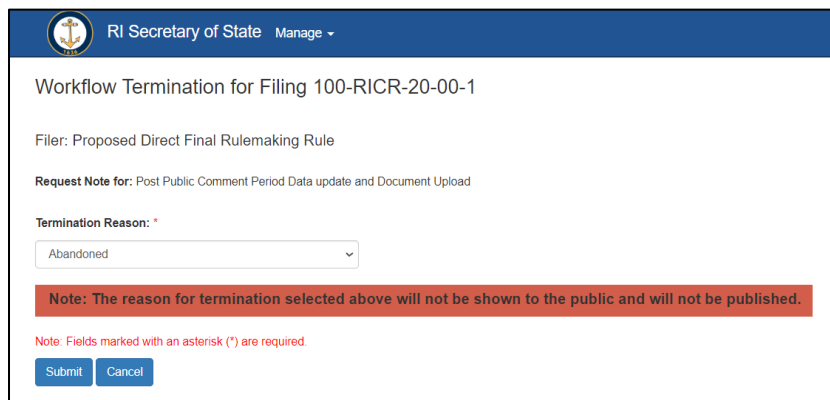 RI Secretary of State Manage
Workflow Termination for Filing 100-RICR-20-00-1
Filer: Proposed Direct Final Rulemaking Rule
Request Note for: Post Public Comment Period Data update and Document Upload
Termination Reason: *
Abandoned
Note: The reason for termination selected above will not be shown to the public and will not be published.
Note: Fields marked with an asterisk (*) are required.
Submit Cancel